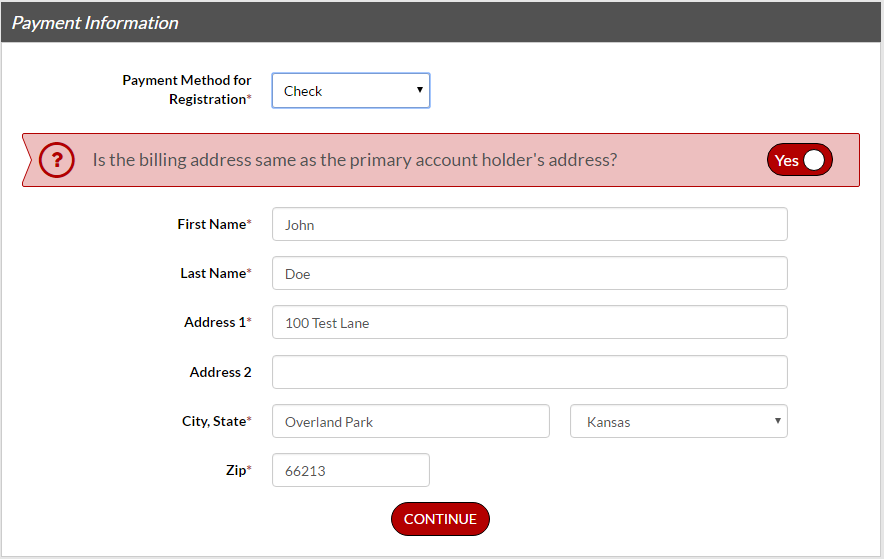 Payment Information
Payment Method for
Registration* Check
? Is the billing address same as the primary account holder's address? Yes
First Name* John
Last Name* Doe
Address 1* 100 Test Lane
Address 2
City, State* Overland Park Kansas
Zip* 66213
CONTINUE